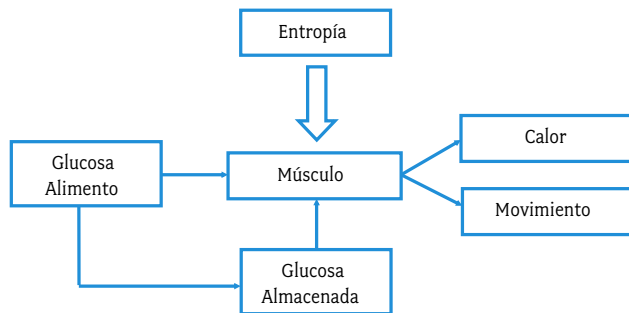 Entropía
Glucosa
Alimento
Músculo
Calor
Movimiento
Glucosa
Almacenada